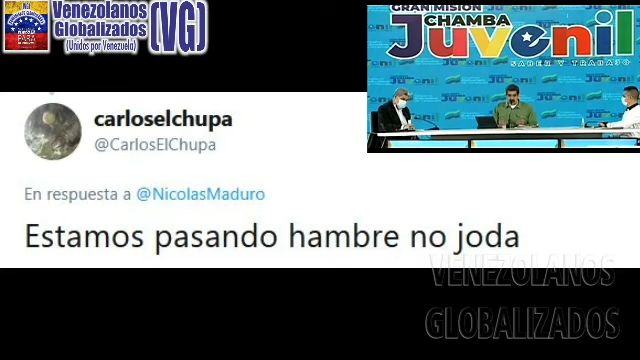 Venezolanos
Globalizados
(Unidos por Venezuela)
(VG)
GRAN MISIÓN
CHAMBA
Juvenil
SABER Y TRABAJO
carloselchupa
@CarlosElChupa
En respuesta a @NicolasMaduro
Estamos pasando hambre no joda
VENEZOLANOS
GLOBALIZADOS